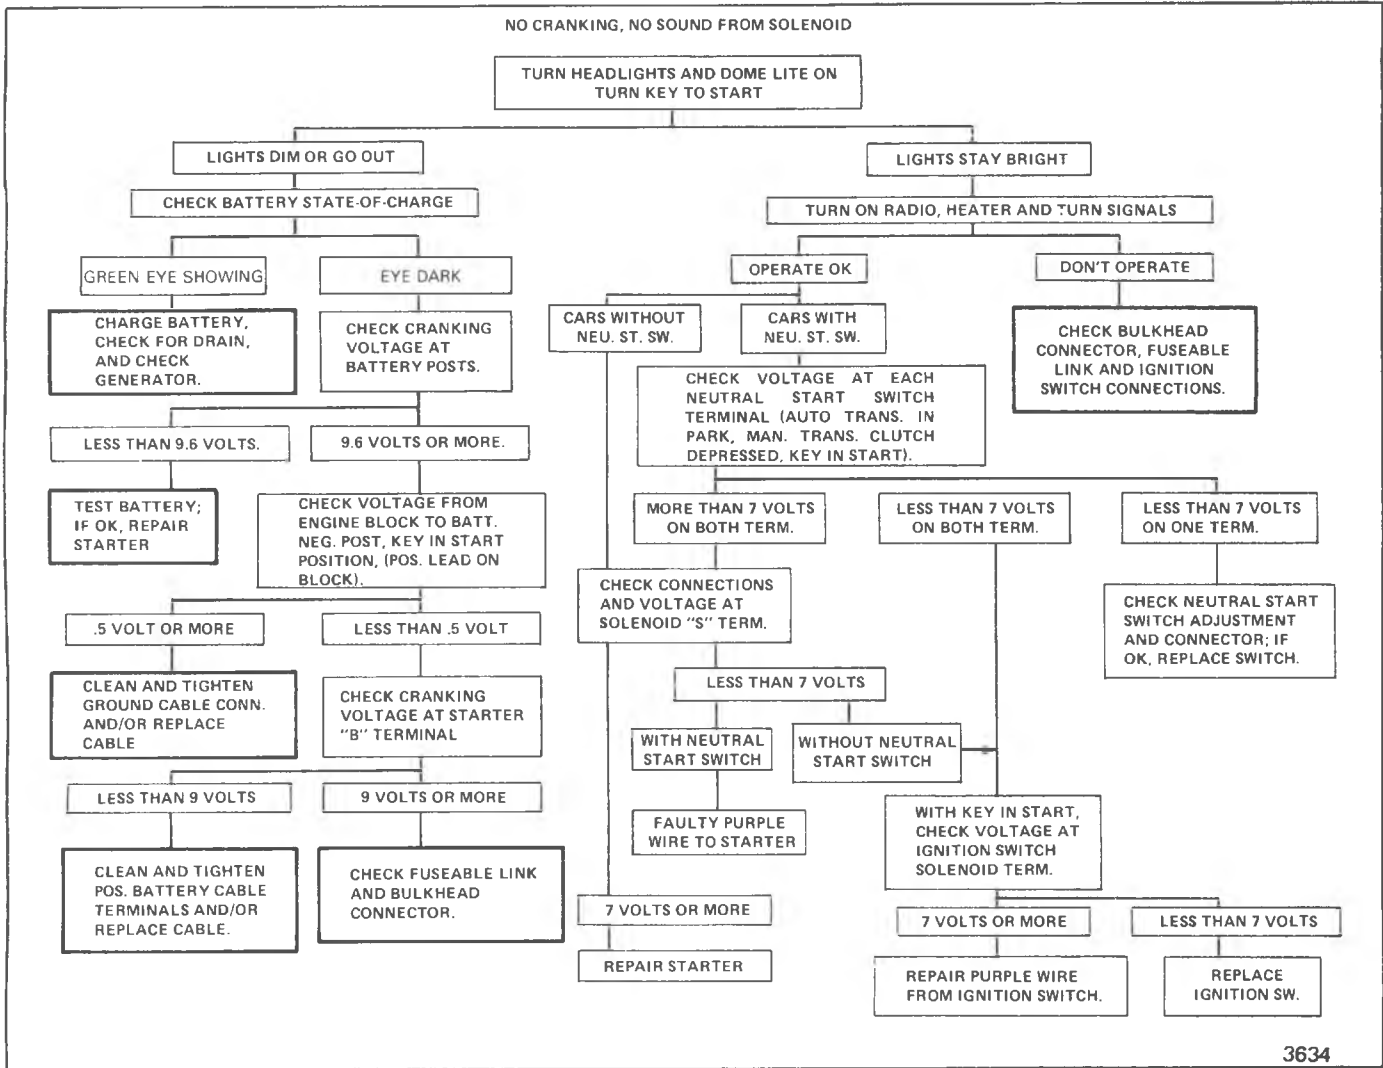 NO CRANKING, NO SOUND FROM SOLENOID
TURN HEADLIGHTS AND DOME LITE ON
TURN KEY TO START
LIGHTS DIM OR GO OUT
LIGHTS STAY BRIGHT
CHECK BATTERY STATE-OF-CHARGE
TURN ON RADIO, HEATER AND TURN SIGNALS
GREEN EYE SHOWING
EYE DARK
OPERATE OK
DON'T OPERATE
CHARGE BATTERY,
CHECK FOR DRAIN,
AND CHECK
GENERATOR.
CHECK CRANKING
VOLTAGE AT
BATTERY POSTS.
CARS WITHOUT
NEU. ST. SW.
CARS WITH
NEU. ST. SW.
CHECK BULKHEAD
CONNECTOR, FUSEABLE
LINK AND IGNITION
SWITCH CONNECTIONS.
CHECK VOLTAGE AT EACH
NEUTRAL START SWITCH
TERMINAL (AUTO TRANS. IN
PARK, MAN. TRANS. CLUTCH
DEPRESSED, KEY IN START).
LESS THAN 9.6 VOLTS.
9.6 VOLTS OR MORE.
TEST BATTERY;
IF OK, REPAIR
STARTER
CHECK VOLTAGE FROM
ENGINE BLOCK TO BATT.
NEG. POST, KEY IN START
POSITION, (POS. LEAD ON
BLOCK).
MORE THAN 7 VOLTS
ON BOTH TERM.
LESS THAN 7 VOLTS
ON BOTH TERM.
LESS THAN 7 VOLTS
ON ONE TERM.
CHECK CONNECTIONS
AND VOLTAGE AT
SOLENOID "S" TERM.
CHECK NEUTRAL START
SWITCH ADJUSTMENT
AND CONNECTOR; IF
OK, REPLACE SWITCH.
.5 VOLT OR MORE
LESS THAN .5 VOLT
CLEAN AND TIGHTEN
GROUND CABLE CONN.
AND/OR REPLACE
CABLE
CHECK CRANKING
VOLTAGE AT STARTER
"B" TERMINAL
LESS THAN 7 VOLTS
WITH NEUTRAL
START SWITCH
WITHOUT NEUTRAL
START SWITCH
LESS THAN 9 VOLTS
9 VOLTS OR MORE
FAULTY PURPLE
WIRE TO STARTER
WITH KEY IN START,
CHECK VOLTAGE AT
IGNITION SWITCH
SOLENOID TERM.
CLEAN AND TIGHTEN
POS. BATTERY CABLE
TERMINALS AND/OR
REPLACE CABLE.
CHECK FUSEABLE LINK
AND BULKHEAD
CONNECTOR.
7 VOLTS OR MORE
7 VOLTS OR MORE
LESS THAN 7 VOLTS
REPAIR STARTER
REPAIR PURPLE WIRE
FROM IGNITION SWITCH.
REPLACE
IGNITION SW.
3634